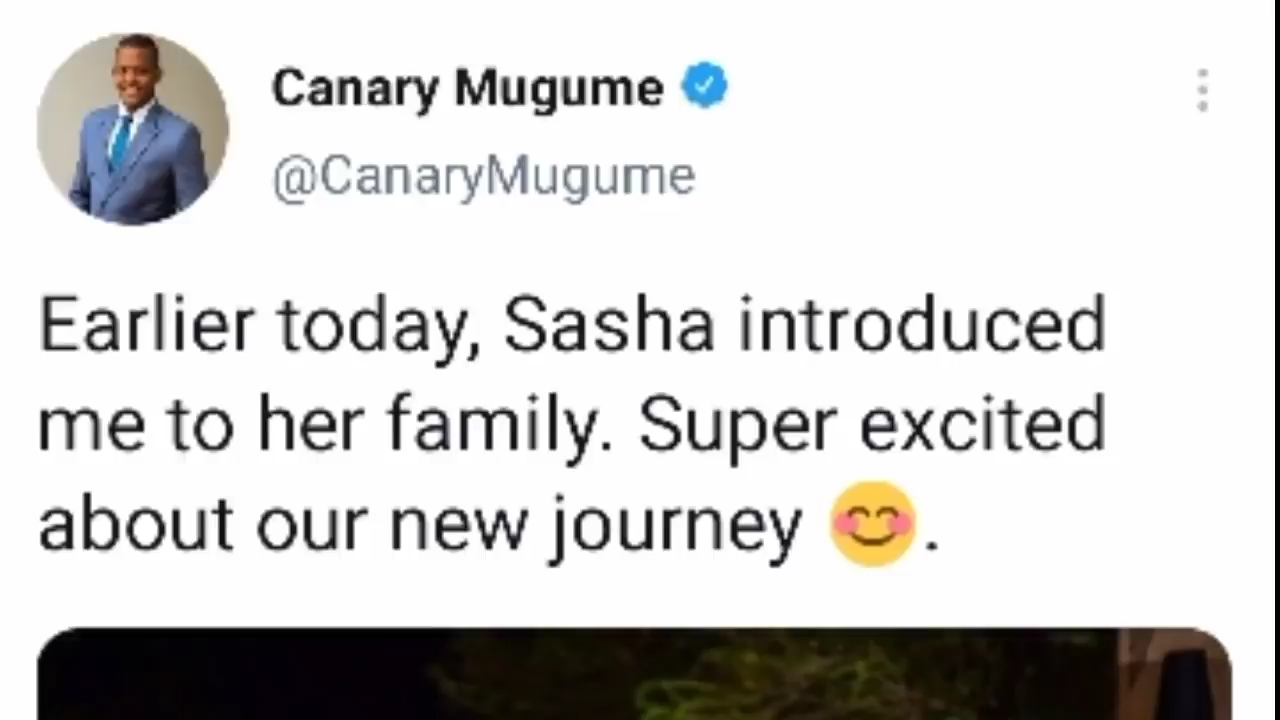 Canary Mugume
@CanaryMugume
Earlier today, Sasha introduced
me to her family. Super excited
about our new journey 😊.